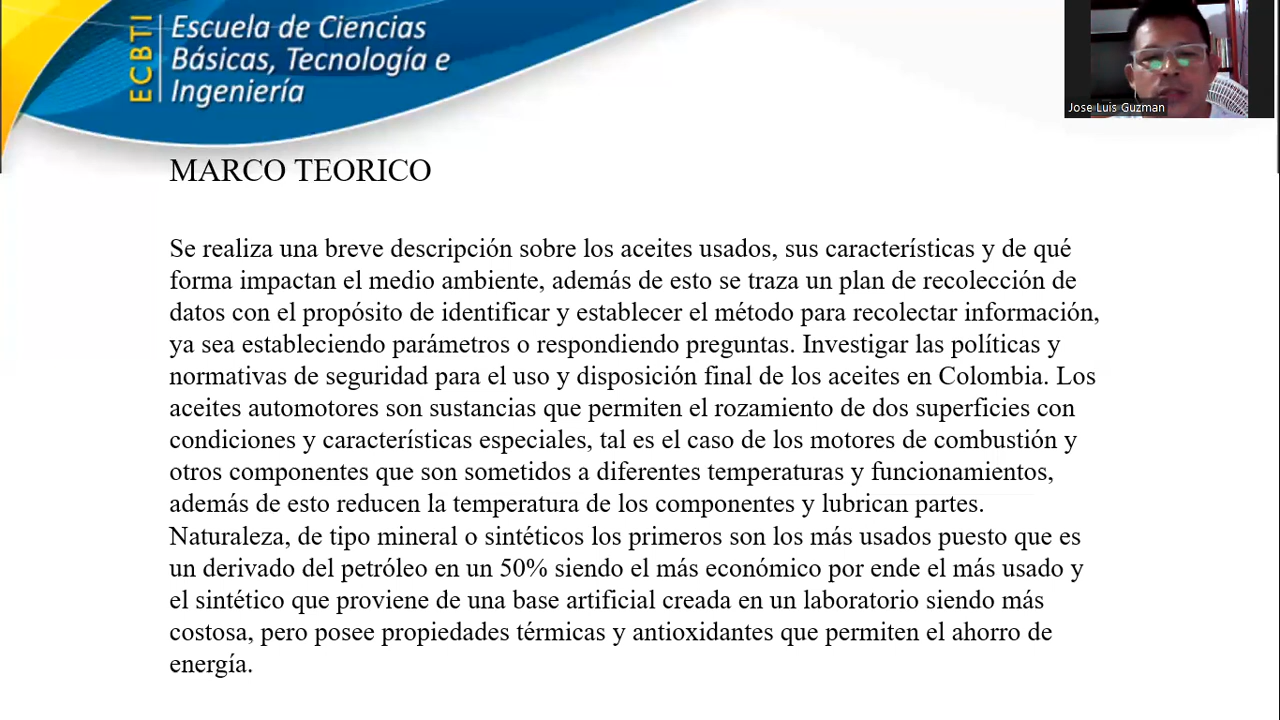 ECBTI
Escuela de Ciencias
Básicas, Tecnología e
Ingeniería
Jose Luis Guzman
MARCO TEORICO
Se realiza una breve descripción sobre los aceites usados, sus características y de qué
forma impactan el medio ambiente, además de esto se traza un plan de recolección de
datos con el propósito de identificar y establecer el método para recolectar información,
ya sea estableciendo parámetros o respondiendo preguntas. Investigar las políticas y
normativas de seguridad para el uso y disposición final de los aceites en Colombia. Los
aceites automotores son sustancias que permiten el rozamiento de dos superficies con
condiciones y características especiales, tal es el caso de los motores de combustión y
otros componentes que son sometidos a diferentes temperaturas y funcionamientos,
además de esto reducen la temperatura de los componentes y lubrican partes.
Naturaleza, de tipo mineral o sintéticos los primeros son los más usados puesto que es
un derivado del petróleo en un 50% siendo el más económico por ende el más usado y
el sintético que proviene de una base artificial creada en un laboratorio siendo más
costosa, pero posee propiedades térmicas y antioxidantes que permiten el ahorro de
energía.